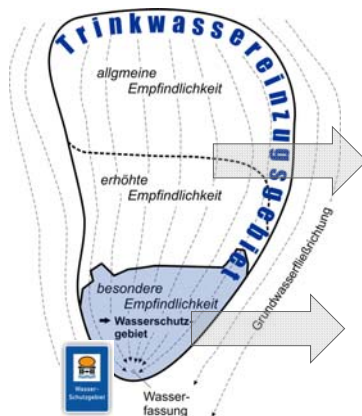 Trinkwassereinzugsgebiet
allgmeine
Empfindlichkeit
erhöhte
Empfindlichkeit
Grundwasserfließrichtung
besondere
Empfindlichkeit
Wasserschutz-
gebiet
Wasser-
Schutzgebiet
Wasser-
fassung